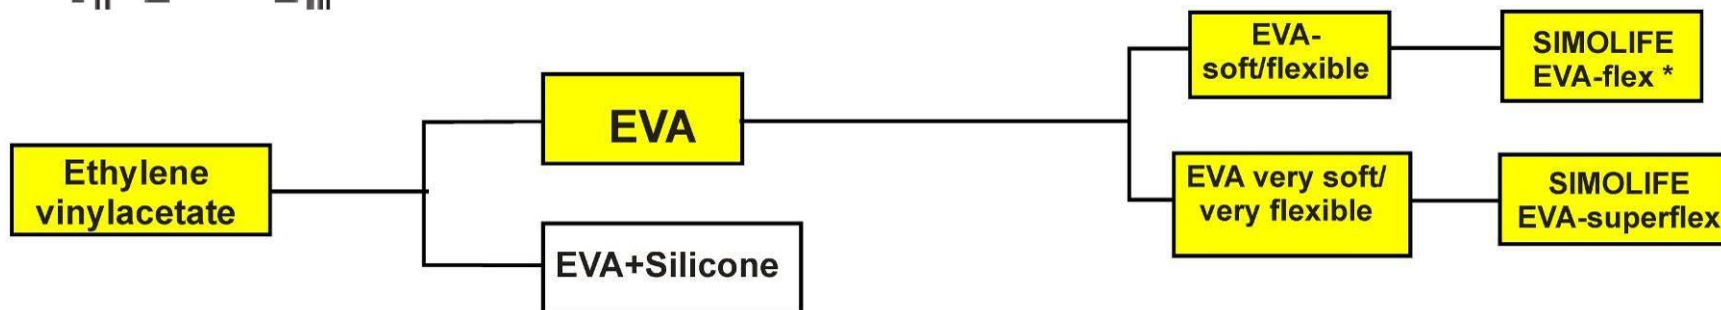 EVA-
soft/flexible
SIMOLIFE
EVA-flex *
EVA
Ethylene
vinylacetate
EVA very soft/
very flexible
SIMOLIFE
EVA-superflex
EVA+Silicone